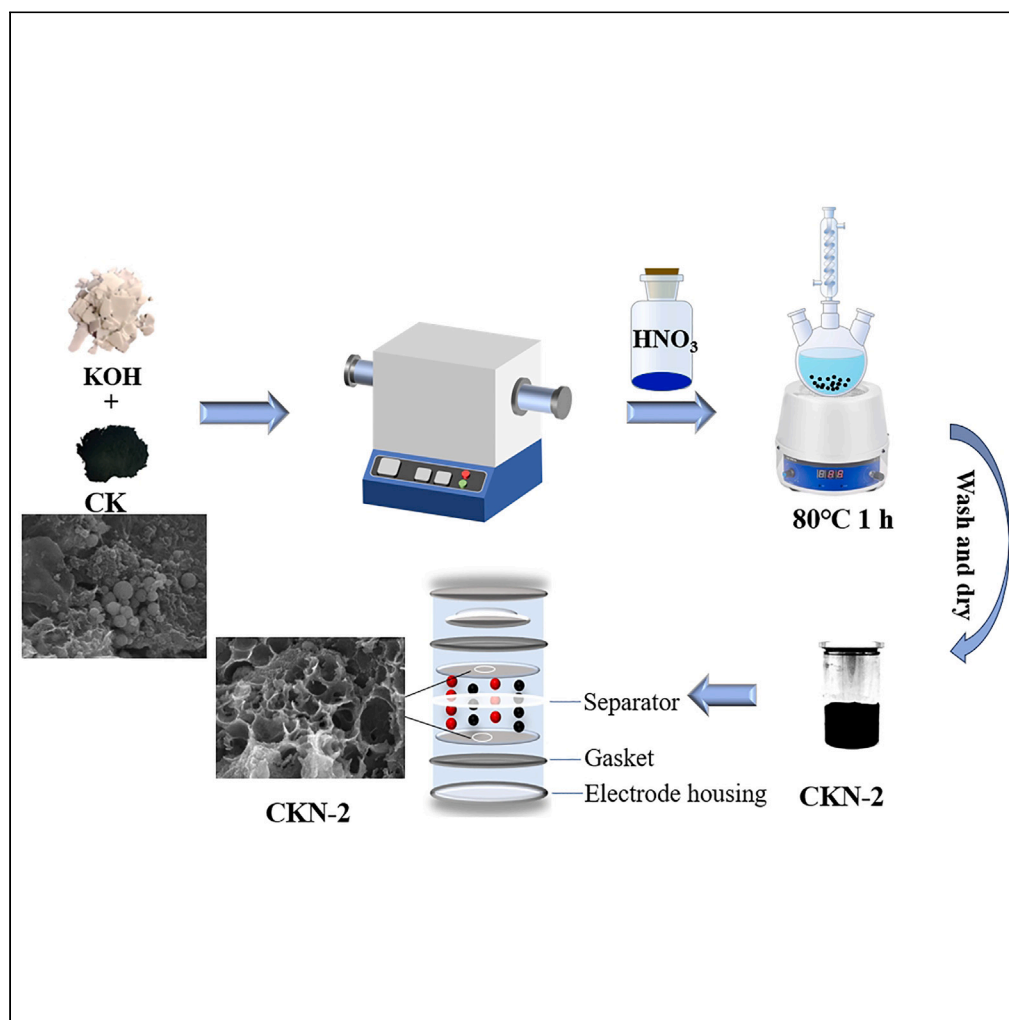 KOH
+
CK
HNO₃
80℃ 1 h
Wash and dry
Separator
Gasket
Electrode housing
CKN-2
CKN-2